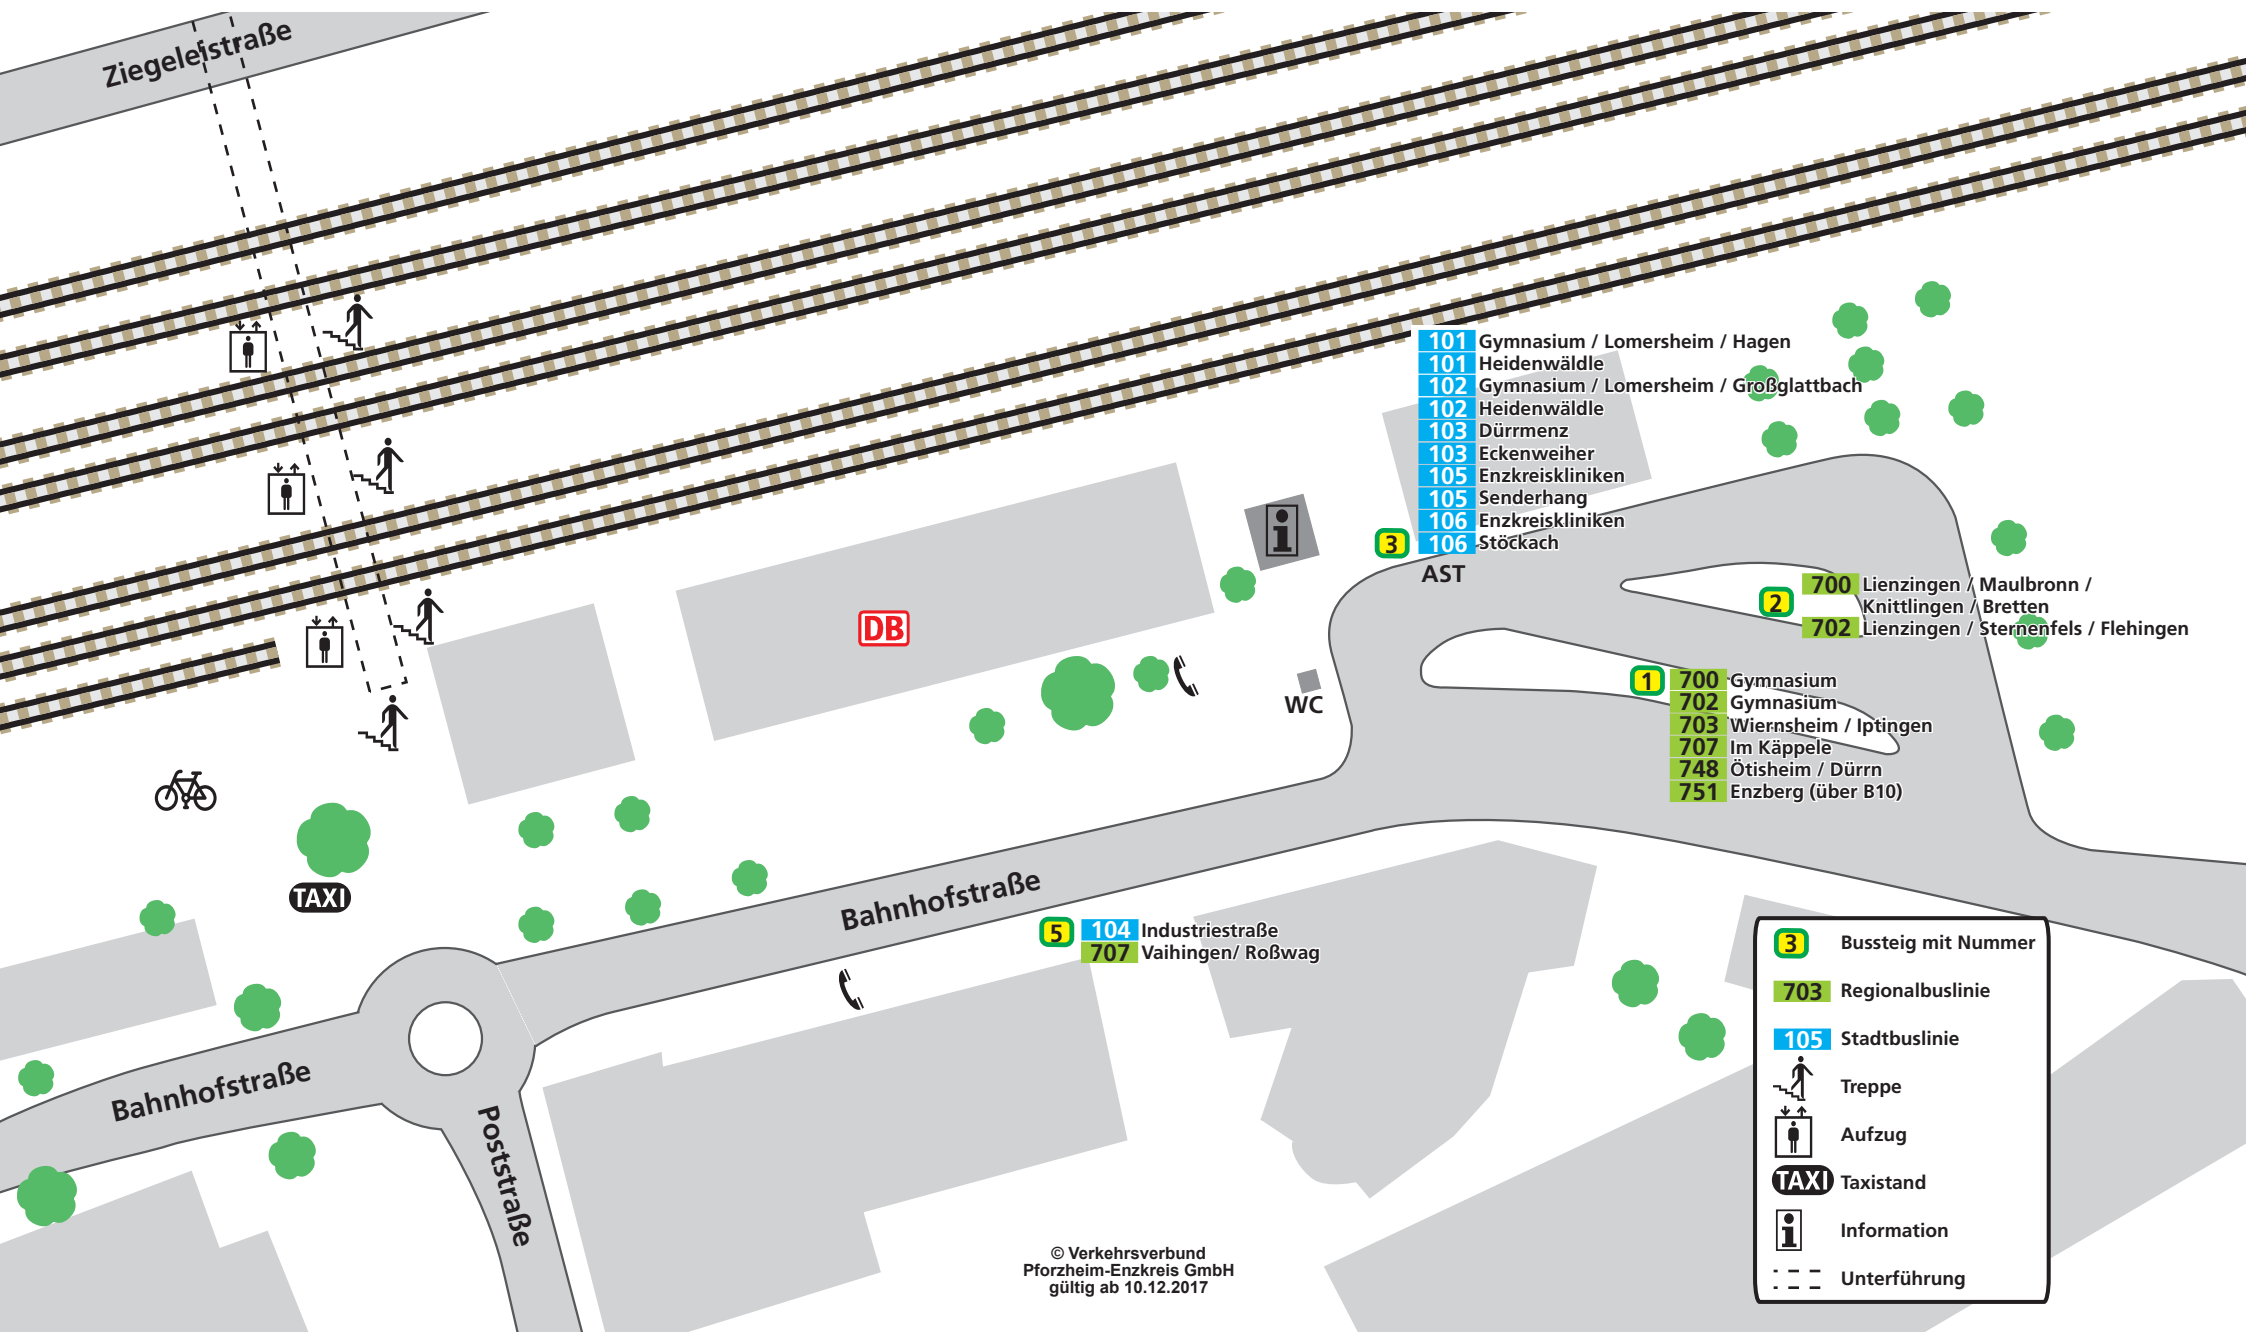 Ziegeleistraße
101 Gymnasium / Lomersheim / Hagen
101 Heidenwäldle
102 Gymnasium / Lomersheim / Großglattbach
102 Heidenwäldle
103 Dürrmenz
103 Eckenweiher
105 Enzkreiskliniken
105 Senderhang
106 Enzkreiskliniken
3 106 Stöckach
AST
2 700 Lienzingen / Maulbronn /
Knittlingen / Bretten
702 Lienzingen / Sternenfels / Flehingen
DB
WC
1 700 Gymnasium
702 Gymnasium
703 Wiernsheim / Iptingen
707 Im Käppele
748 Ötisheim / Dürrn
751 Enzberg (über B10)
TAXI
Bahnhofstraße
5 104 Industriestraße
707 Vaihingen/ Roßwag
Bahnhofstraße
Poststraße
3 Bussteig mit Nummer
703 Regionalbuslinie
105 Stadtbuslinie
Treppe
Aufzug
TAXI Taxistand
Information
Unterführung
© Verkehrsverbund
Pforzheim-Enzkreis GmbH
gültig ab 10.12.2017